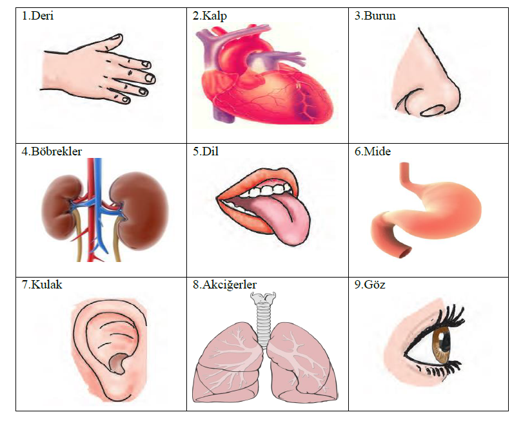 1.Deri
2.Kalp
3.Burun
4.Böbrekler
5.Dil
6.Mide
7.Kulak
8.Akciğerler
9.Göz